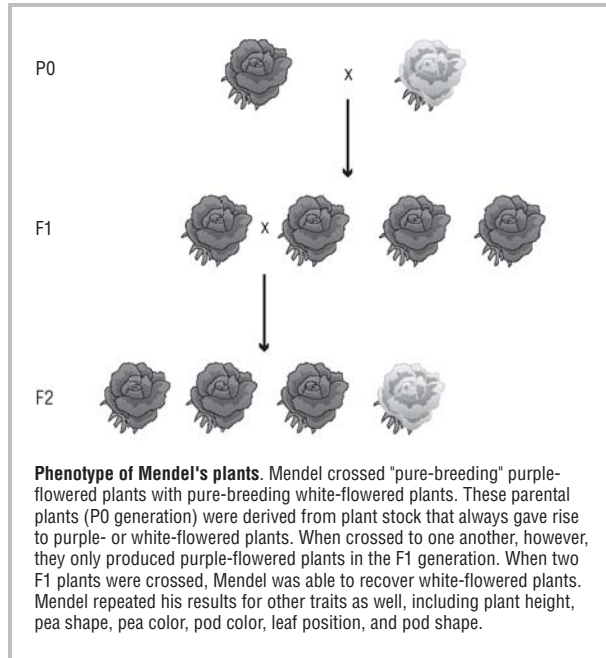 P0
x
F1
x
F2
Phenotype of Mendel's plants. Mendel crossed "pure-breeding" purple-
flowered plants with pure-breeding white-flowered plants. These parental
plants (P0 generation) were derived from plant stock that always gave rise
to purple- or white-flowered plants. When crossed to one another, however,
they only produced purple-flowered plants in the F1 generation. When two
F1 plants were crossed, Mendel was able to recover white-flowered plants.
Mendel repeated his results for other traits as well, including plant height,
pea shape, pea color, pod color, leaf position, and pod shape.